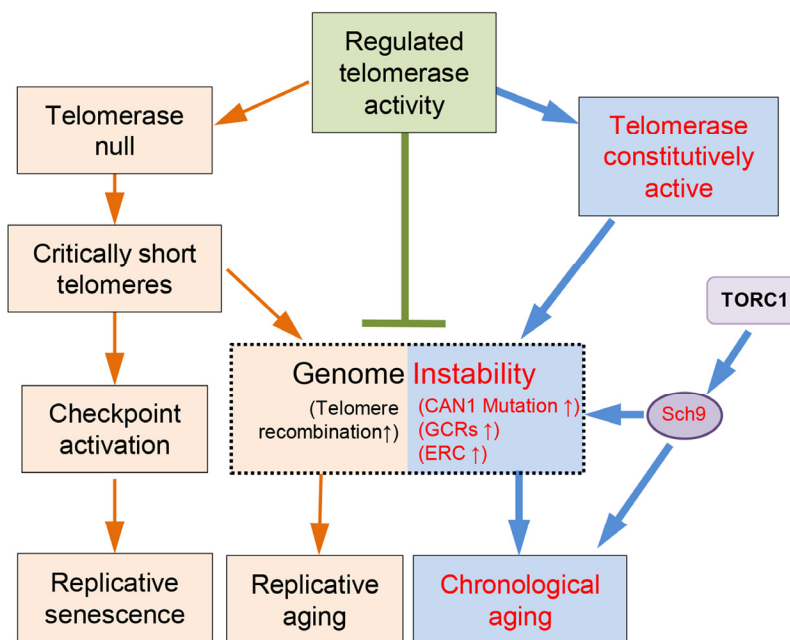 Regulated
telomerase
activity
Telomerase
null
Telomerase
constitutively
active
Critically short
telomeres
TORC1
Genome Instability
(Telomere
recombination↑)
(CAN1 Mutation ↑)
(GCRs ↑)
(ERC ↑)
Sch9
Checkpoint
activation
Replicative
senescence
Replicative
aging
Chronological
aging